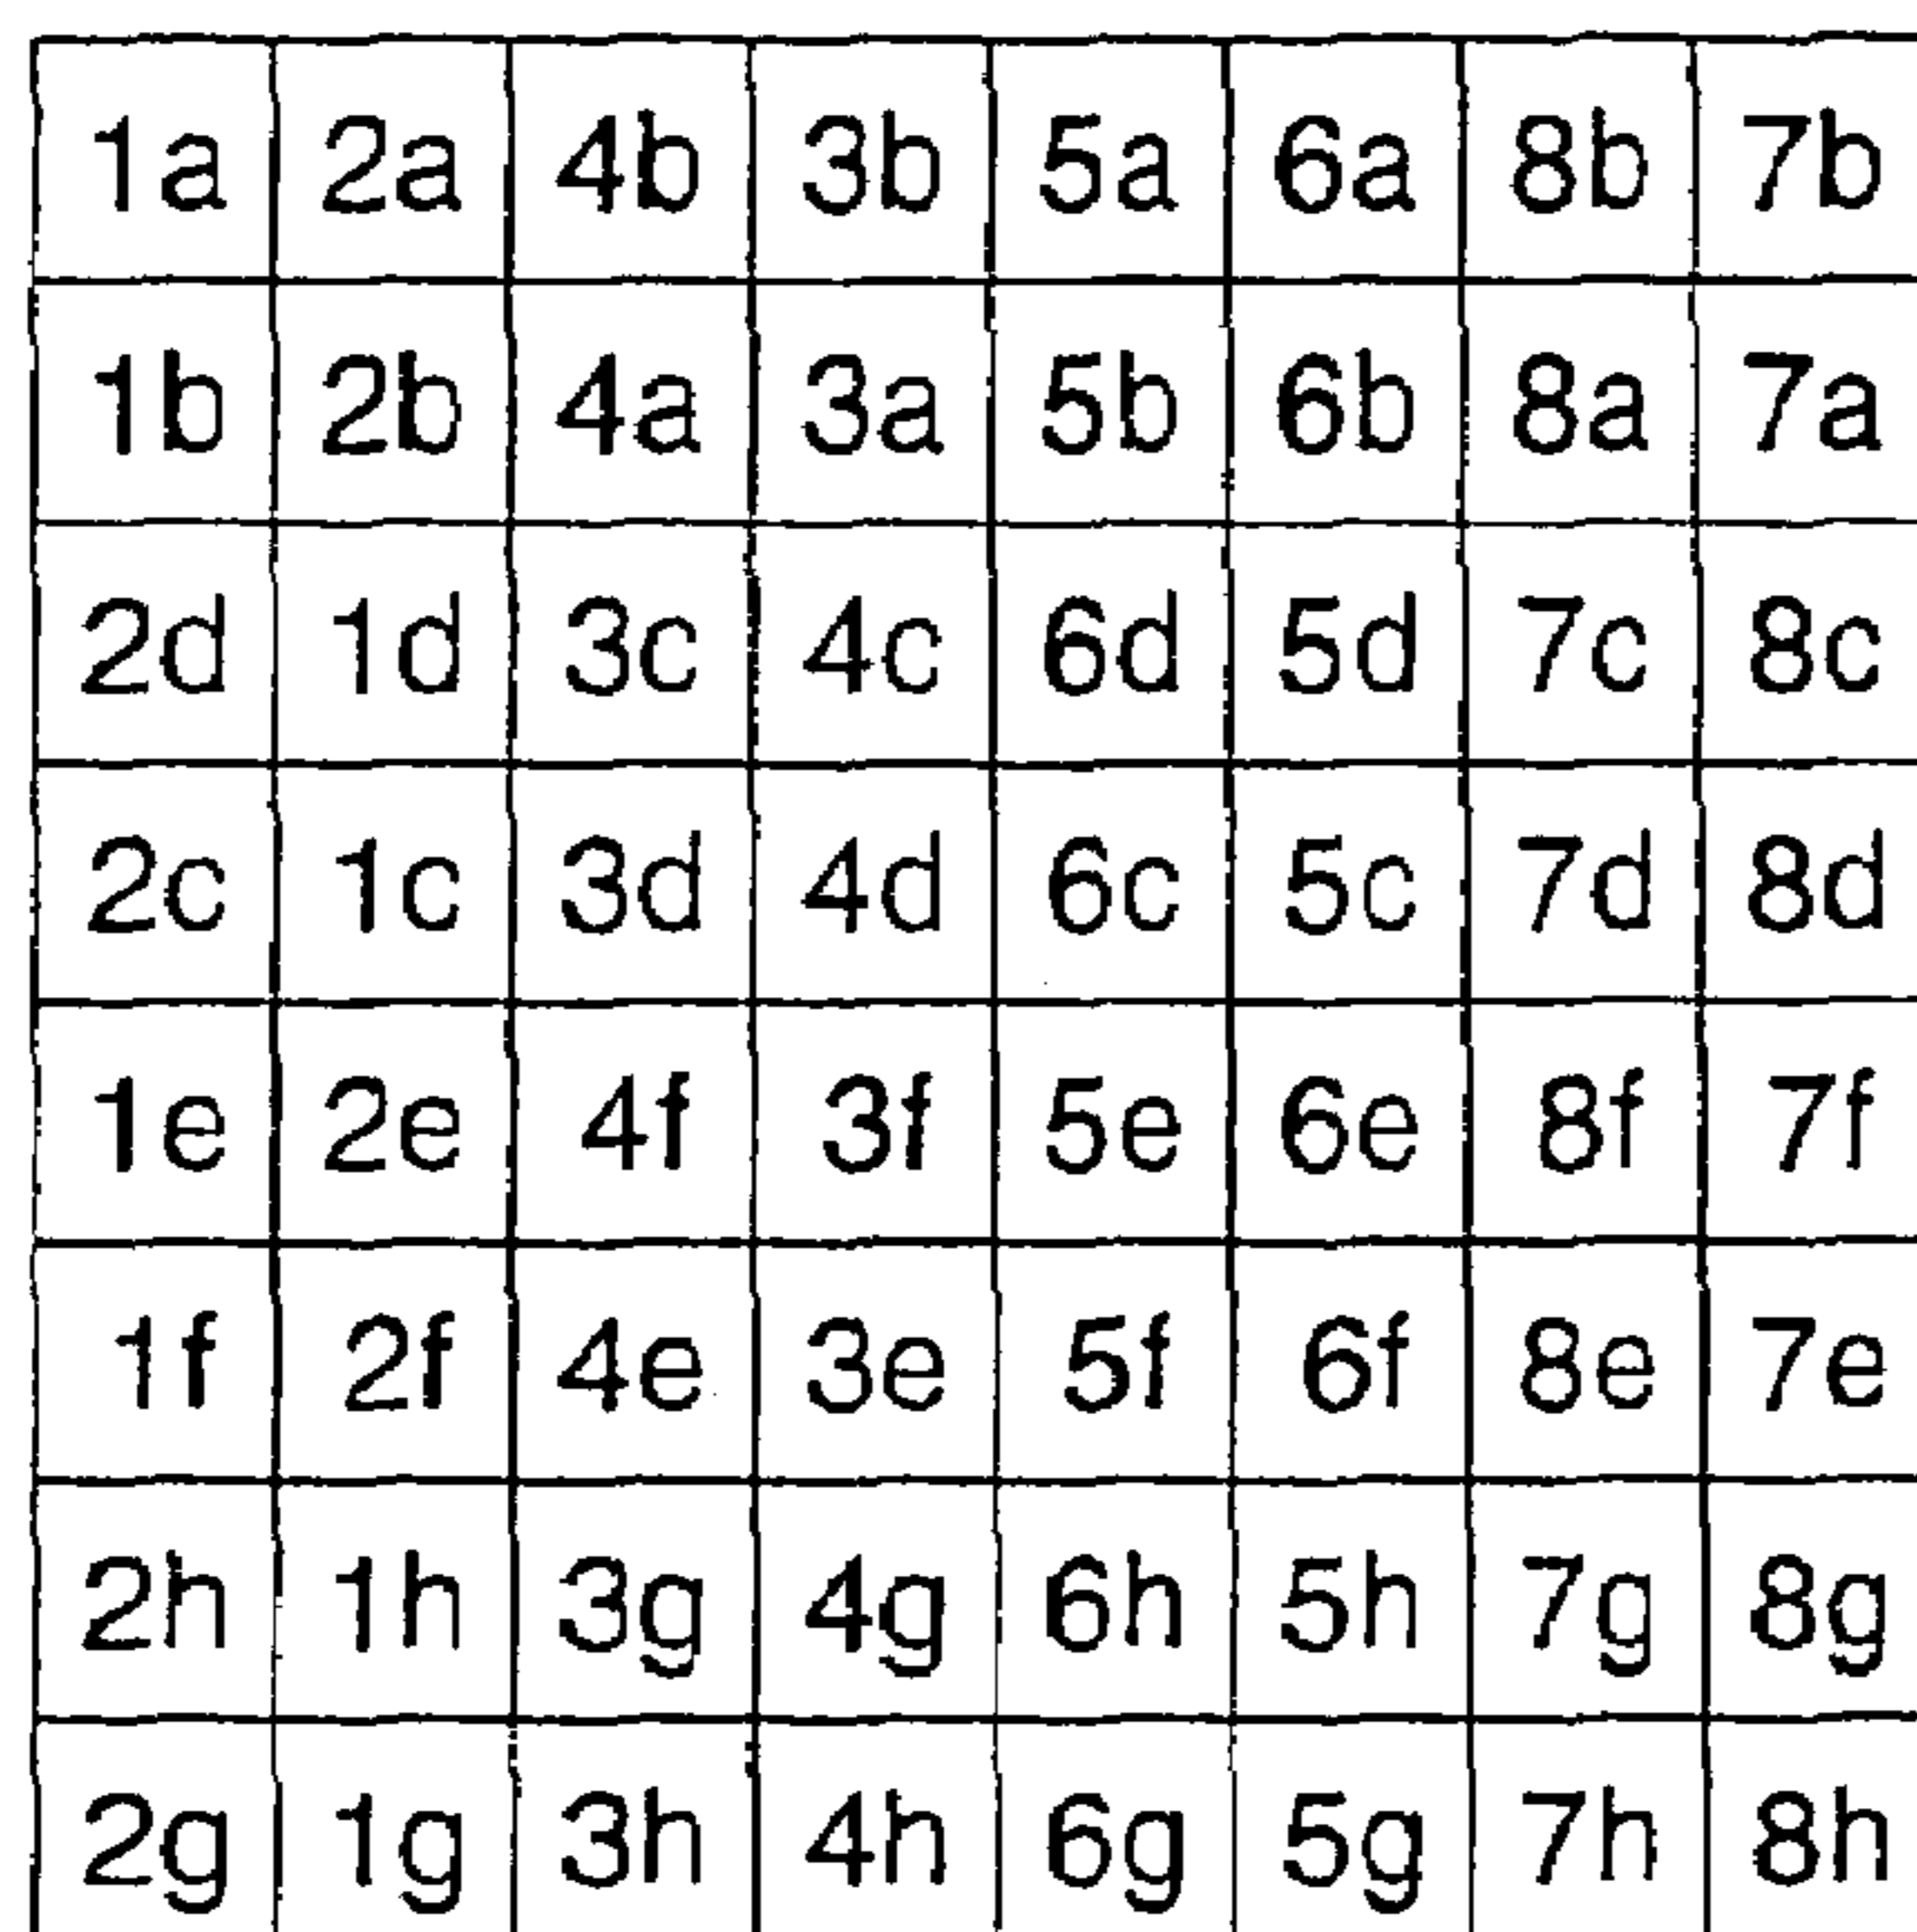 1a 2a 4b 3b 5a 6a 8b 7b
1b 2b 4a 3a 5b 6b 8a 7a
2d 1d 3c 4c 6d 5d 7c 8c
2c 1c 3d 4d 6c 5c 7d 8d
1e 2e 4f 3f 5e 6e 8f 7f
1f 2f 4e 3e 5f 6f 8e 7e
2h 1h 3g 4g 6h 5h 7g 8g
2g 1g 3h 4h 6g 5g 7h 8h